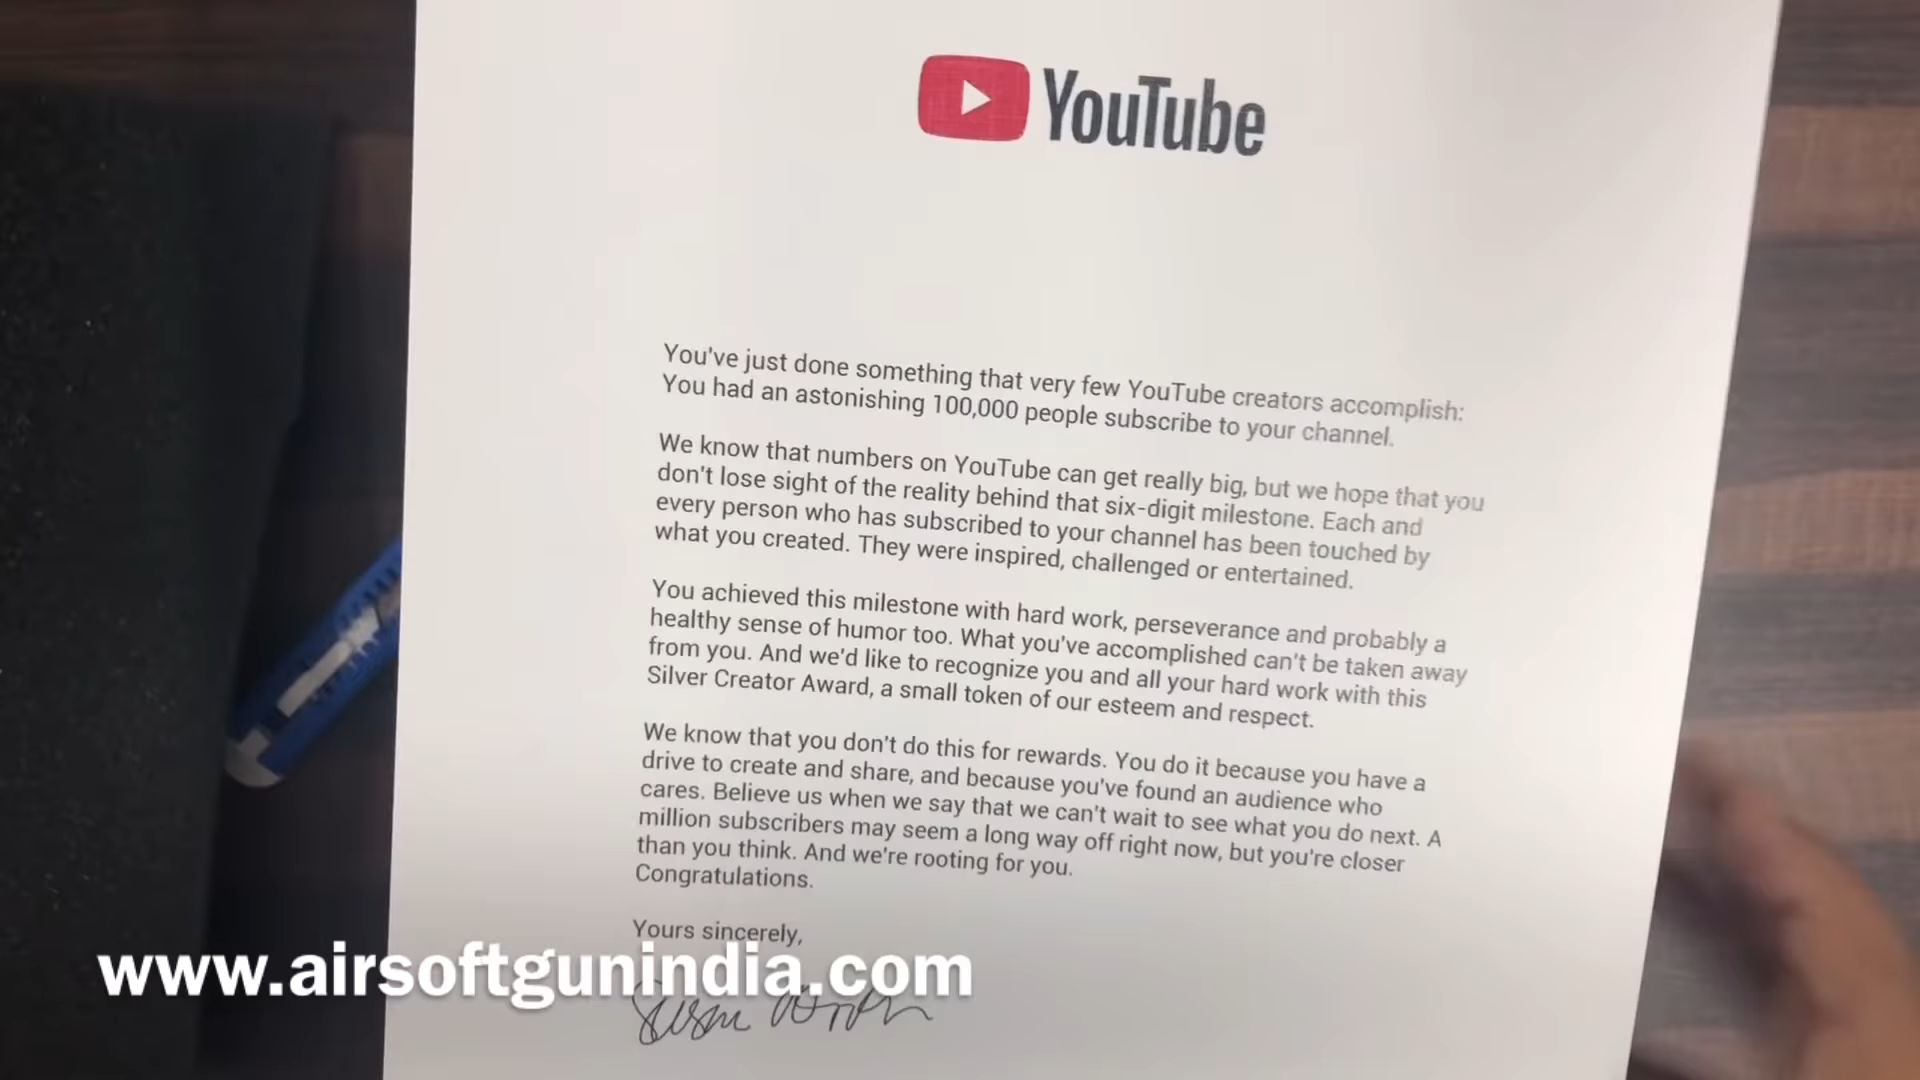 YouTube
You've just done something that very few YouTube creators accomplish:
You had an astonishing 100,000 people subscribe to your channel.
We know that numbers on YouTube can get really big, but we hope that you
don't lose sight of the reality behind that six-digit milestone. Each and
every person who has subscribed to your channel has been touched by
what you created. They were inspired, challenged or entertained.
You achieved this milestone with hard work, perseverance and probably a
healthy sense of humor too. What you've accomplished can't be taken away
from you. And we'd like to recognize you and all your hard work with this
Silver Creator Award, a small token of our esteem and respect.
We know that you don't do this for rewards. You do it because you have a
drive to create and share, and because you've found an audience who
cares. Believe us when we say that we can't wait to see what you do next. A
million subscribers may seem a long way off right now, but you're closer
than you think. And we're rooting for you.
Congratulations.
Yours sincerely,
www.airsoftgunindia.com